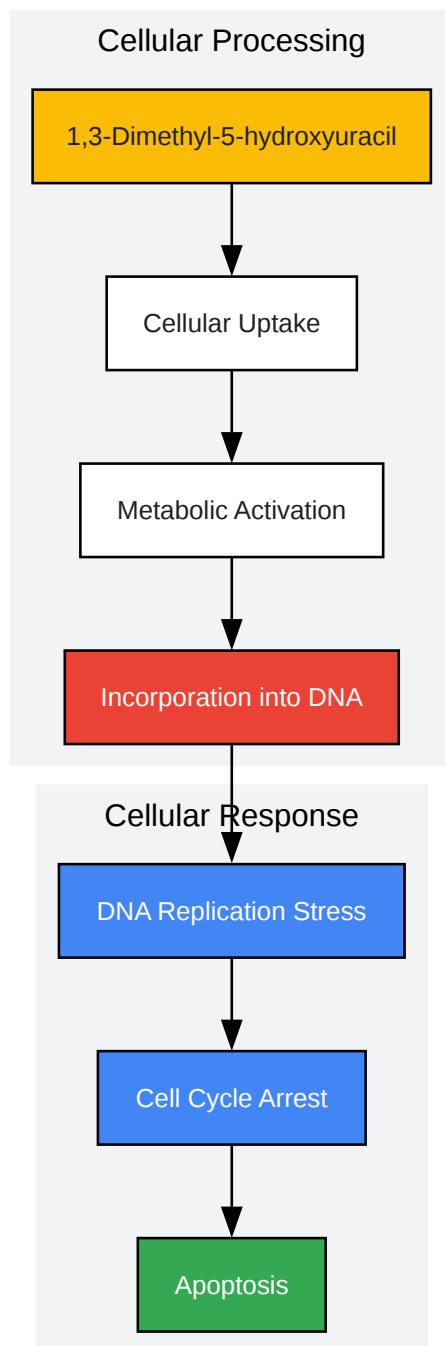 Cellular Processing
1,3-Dimethyl-5-hydroxyuracil
Cellular Uptake
Metabolic Activation
Incorporation into DNA
Cellular Response
DNA Replication Stress
Cell Cycle Arrest
Apoptosis